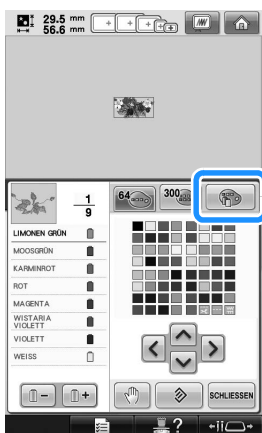 29.5 mm
56.6 mm
1
9
64
300
LIMONEN GRÜN
MOOSGRÜN
KARMINROT
ROT
MAGENTA
WISTARIA
VIOLETT
VIOLETT
WEISS
SCHLIESSEN
?